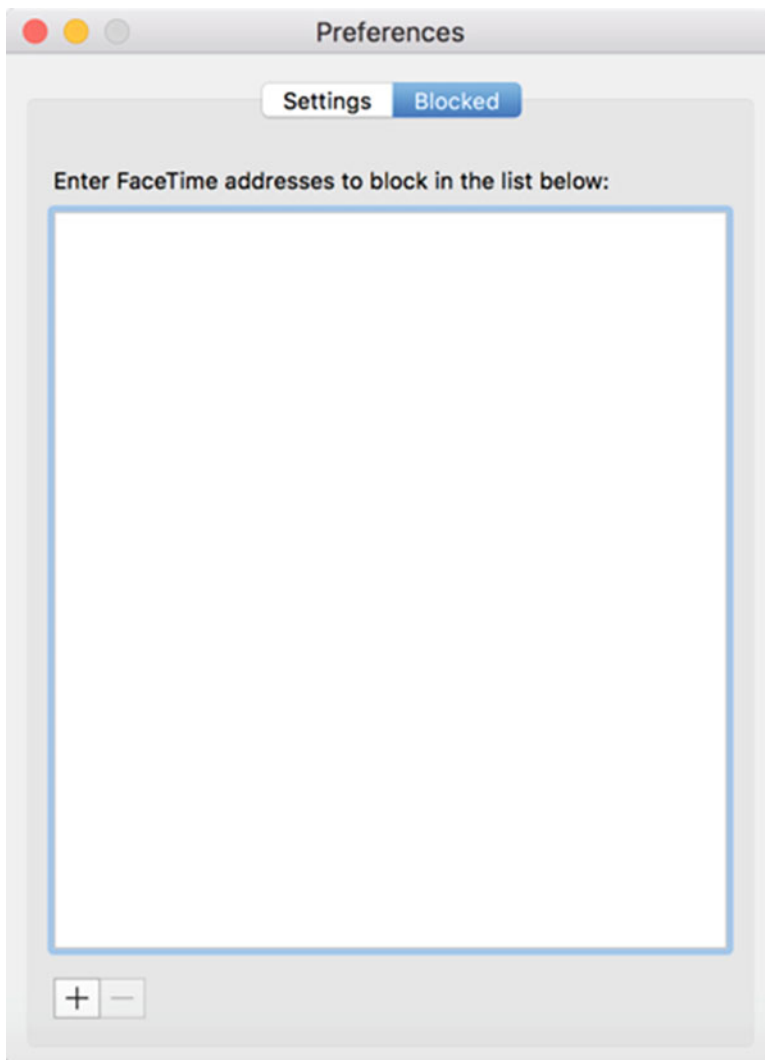 Preferences
Settings Blocked
Enter FaceTime addresses to block in the list below:
+ −